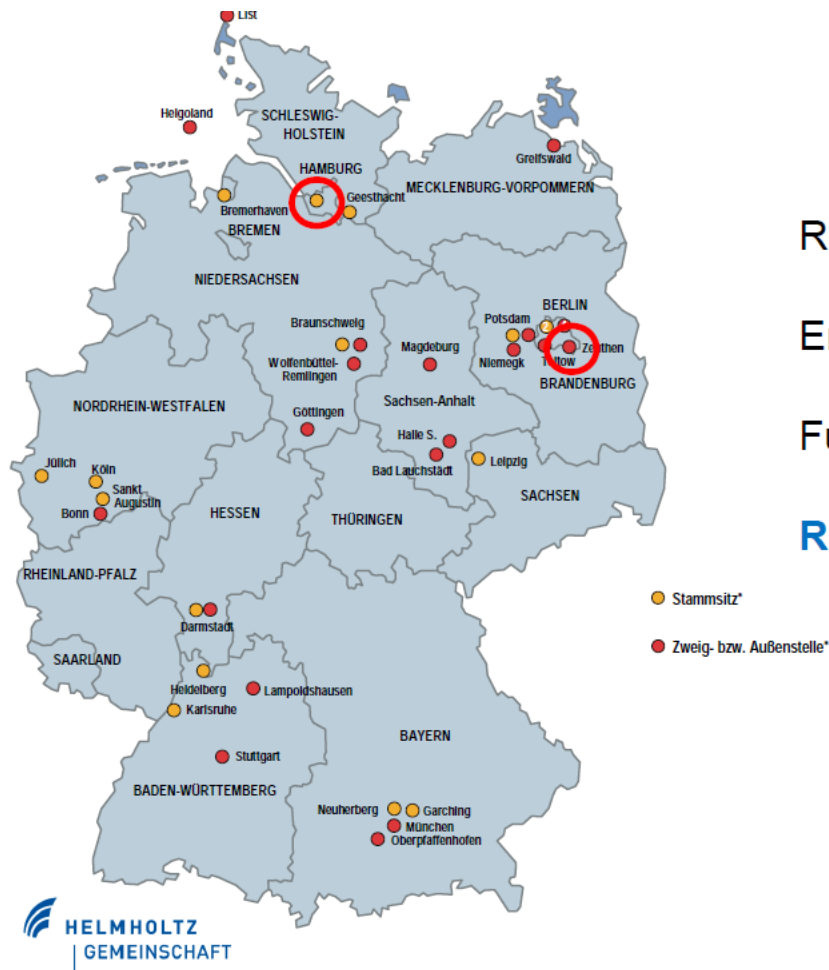 List
Helgoland
SCHLESWIG-
HOLSTEIN
Greifswald
HAMBURG
MECKLENBURG-VORPOMMERN
Geesthacht
Bremerhaven
BREMEN
NIEDERSACHSEN
BERLIN
Potsdam
Braunschweig
Magdeburg
Zeuthen
Niemegk
Teltow
Wolfenbüttel-
Remlingen
BRANDENBURG
NORDRHEIN-WESTFALEN
Sachsen-Anhalt
Göttingen
Halle S.
Jülich
Köln
Leipzig
Bad Lauchstädt
Sankt
Augustin
SACHSEN
Bonn
HESSEN
THÜRINGEN
RHEINLAND-PFALZ
Stammsitz*
Darmstadt
Zweig- bzw. Außenstelle*
SAARLAND
Heidelberg
Lampoldshausen
Karlsruhe
BAYERN
Stuttgart
BADEN-WÜRTTEMBERG
Neuherberg
Garching
München
Oberpfaffenhofen
HELMHOLTZ
GEMEINSCHAFT